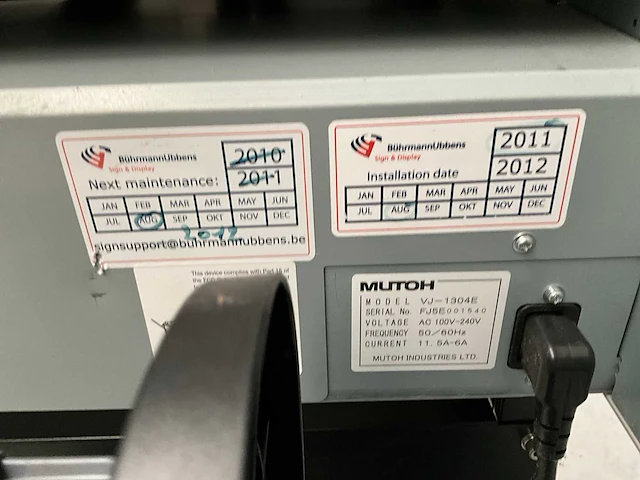 BührmannUbbens
Sign & Display
2010
Next maintenance: 2011
JAN FEB MAR APR MAY JUN
JUL AUG SEP OKT NOV DEC
2012
signsupport@buhrmannubbens.be
BührmannUbbens
Sign & Display
2011
Installation date 2012
JAN FEB MAR APR MAY JUN
JUL AUG SEP OKT NOV DEC
This device complies with Part 15 of
MUTOH
MODEL VJ-1304E
SERIAL No. FJ5E001540
VOLTAGE AC 100V-240V
FREQUENCY 50/60Hz
CURRENT 11.5A-6A
MUTOH INDUSTRIES LTD.